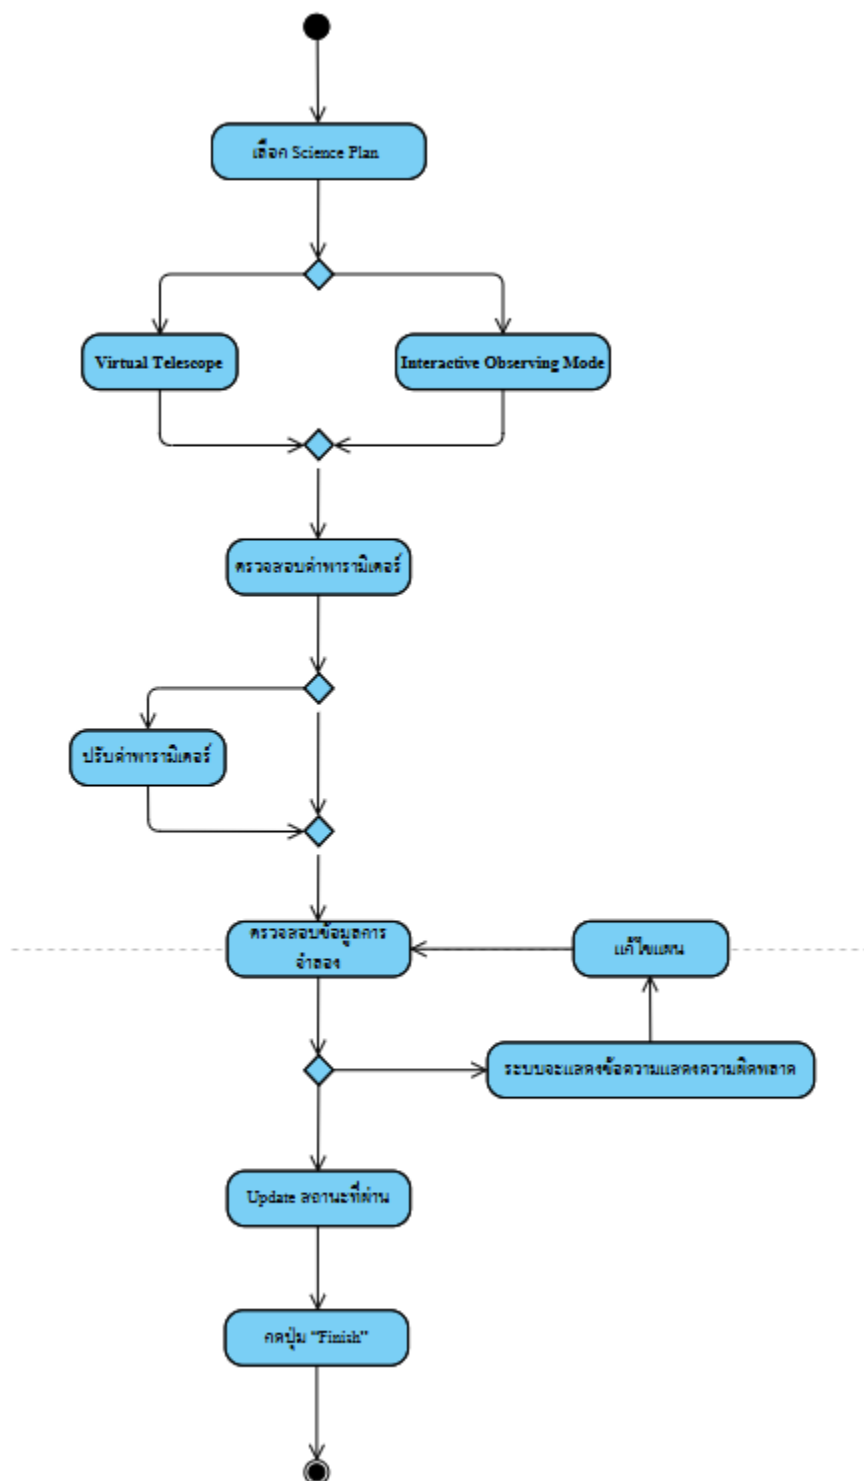 เลือก Science Plan
Virtual Telescope
Interactive Observing Mode
ตรวจสอบค่าพารามิเตอร์
ปรับค่าพารามิเตอร์
ตรวจสอบข้อมูลการ
จำลอง
แก้ไขแผน
ระบบจะแสดงข้อความแสดงความผิดพลาด
Update สถานะที่ผ่าน
กดปุ่ม "Finish"